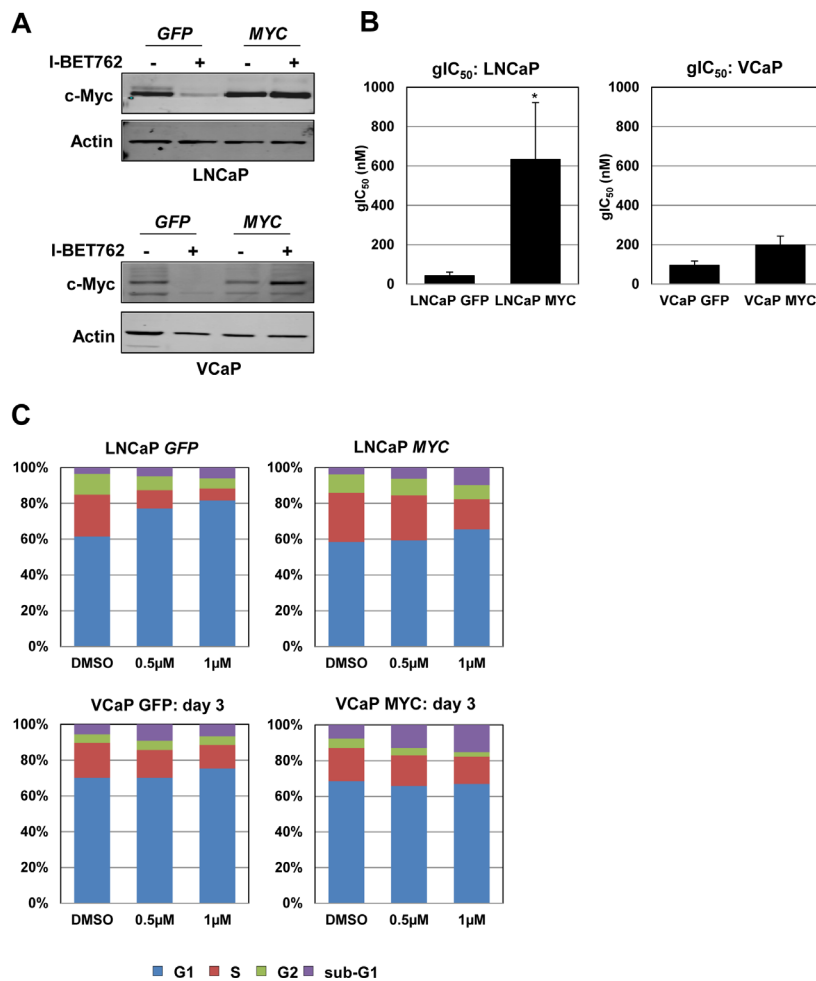 A
GFP MYC
I-BET762 - + - +
c-Myc
Actin
LNCaP
GFP MYC
I-BET762 - + - +
c-Myc
Actin
VCaP
B
gIC50: LNCaP
gIC50 (nM)
1000
800
600
400
200
0
*
LNCaP GFP LNCaP MYC
gIC50: VCaP
gIC50 (nM)
1000
800
600
400
200
0
VCaP GFP VCaP MYC
C
LNCaP GFP
100%
80%
60%
40%
20%
0%
DMSO 0.5µM 1µM
LNCaP MYC
100%
80%
60%
40%
20%
0%
DMSO 0.5µM 1µM
VCaP GFP: day 3
100%
80%
60%
40%
20%
0%
DMSO 0.5µM 1µM
VCaP MYC: day 3
100%
80%
60%
40%
20%
0%
DMSO 0.5µM 1µM
G1 S G2 sub-G1